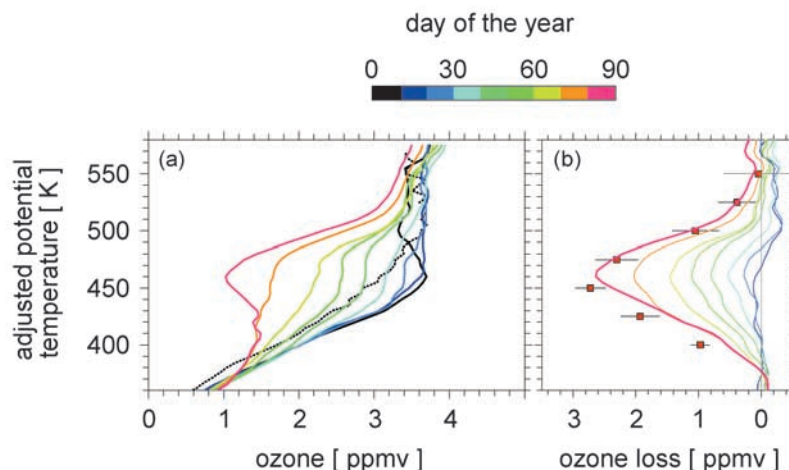 day of the year
0 30 60 90
(a) (b)
adjusted potential
temperature [ K ]
550
500
450
400
0 1 2 3 4
3 2 1 0
ozone [ ppmv ] ozone loss [ ppmv ]